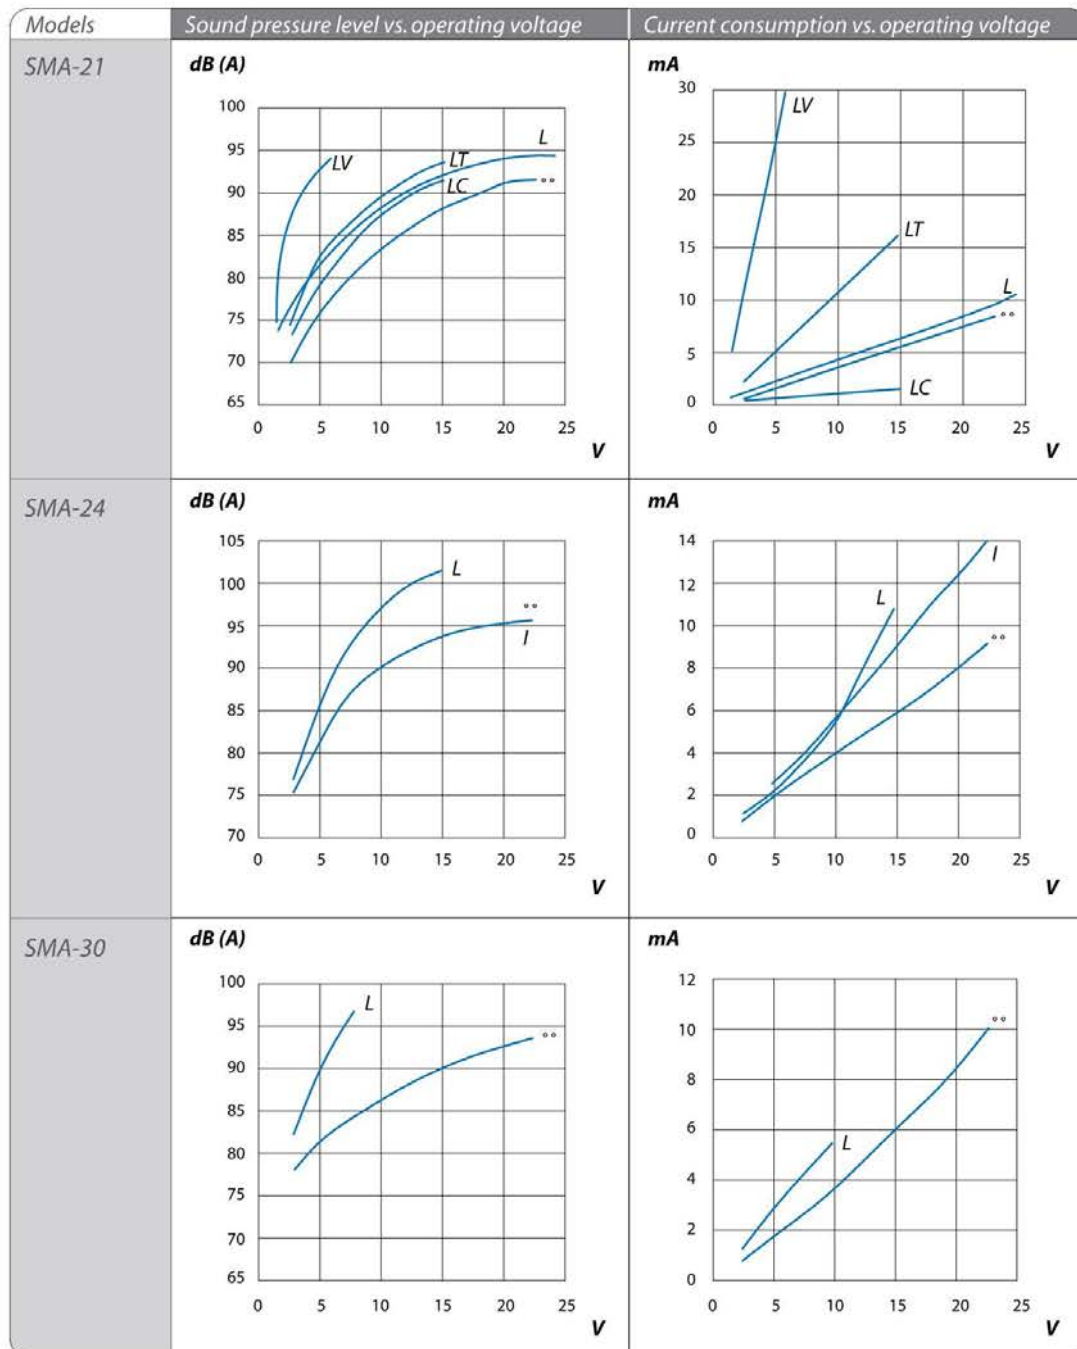 Models Sound pressure level vs. operating voltage Current consumption vs. operating voltage
SMA-21
dB (A)
100
95
90
85
80
75
70
65
0 5 10 15 20 25
V
LV
LT
LC
L
°°
mA
30
25
20
15
10
5
0
0 5 10 15 20 25
V
LV
LT
L
°°
LC
SMA-24
dB (A)
105
100
95
90
85
80
75
70
0 5 10 15 20 25
V
L
°°
I
mA
14
12
10
8
6
4
2
0
0 5 10 15 20 25
V
I
L
°°
SMA-30
dB (A)
100
95
90
85
80
75
70
65
0 5 10 15 20 25
V
L
°°
mA
12
10
8
6
4
2
0
0 5 10 15 20 25
V
°°
L